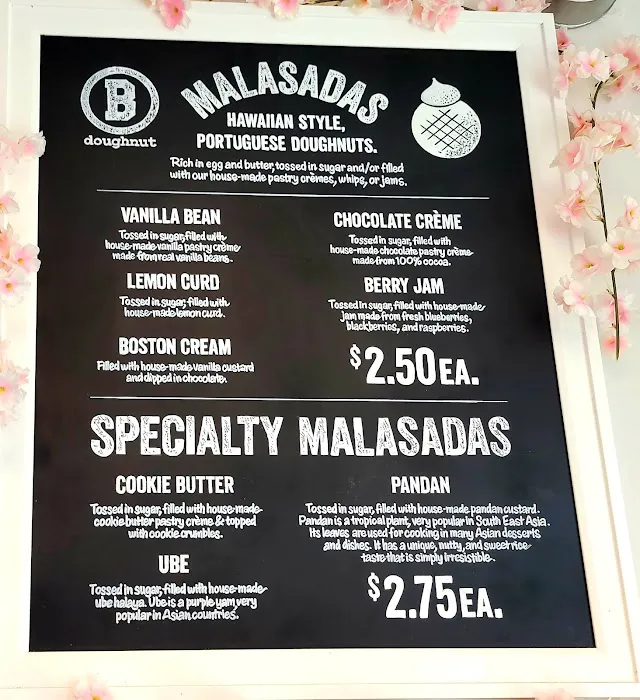 B
doughnut
MALASADAS
HAWAIIAN STYLE,
PORTUGUESE DOUGHNUTS.
Rich in egg and butter, tossed in sugar and/or filled
with our house-made pastry crèmes, whips, or jams.
VANILLA BEAN
Tossed in sugar, filled with
house-made vanilla pastry crème
made from real vanilla beans.
LEMON CURD
Tossed in sugar, filled with
house-made lemon curd.
BOSTON CREAM
Filled with house-made vanilla custard
and dipped in chocolate.
CHOCOLATE CRÈME
Tossed in sugar, filled with
house-made chocolate pastry crème
made from 100% cocoa.
BERRY JAM
Tossed in sugar, filled with house-made
jam made from fresh blueberries,
blackberries, and raspberries.
$2.50 EA.
SPECIALTY MALASADAS
COOKIE BUTTER
Tossed in sugar, filled with house-made
cookie butter pastry crème & topped
with cookie crumbles.
UBE
Tossed in sugar, filled with house-made
ube halaya. Ube is a purple yam very
popular in Asian countries.
PANDAN
Tossed in sugar, filled with house-made pandan custard.
Pandan is a tropical plant, very popular in South East Asia.
Its leaves are used for cooking in many Asian desserts
and dishes. It has a unique, nutty, and sweet rice
taste that is simply irresistible.
$2.75 EA.